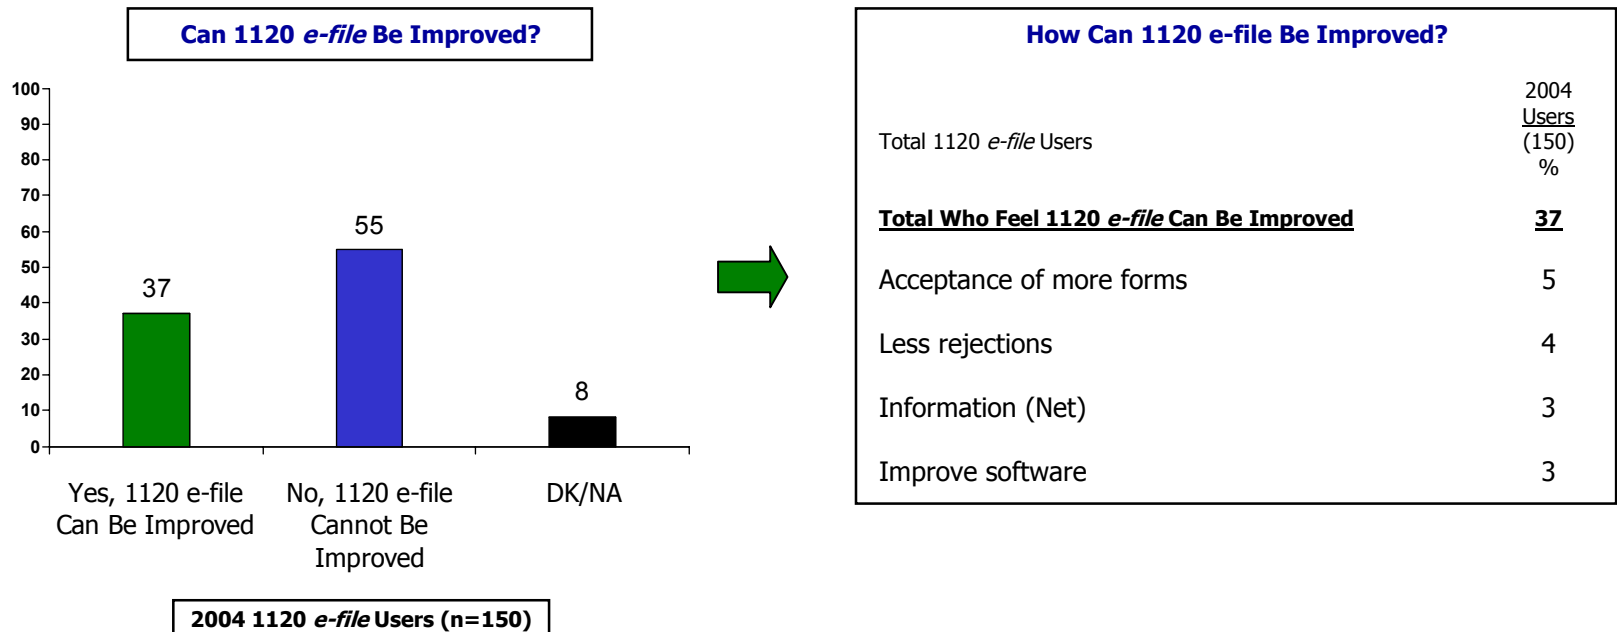 Can 1120 e-file Be Improved?
100
90
80
70
60
50
40
30
20
10
0
37
55
8
Yes, 1120 e-file
Can Be Improved
No, 1120 e-file
Cannot Be
Improved
DK/NA
2004 1120 e-file Users (n=150)
How Can 1120 e-file Be Improved?
2004
Users
Total 1120 e-file Users (150)
%
Total Who Feel 1120 e-file Can Be Improved 37
Acceptance of more forms 5
Less rejections 4
Information (Net) 3
Improve software 3